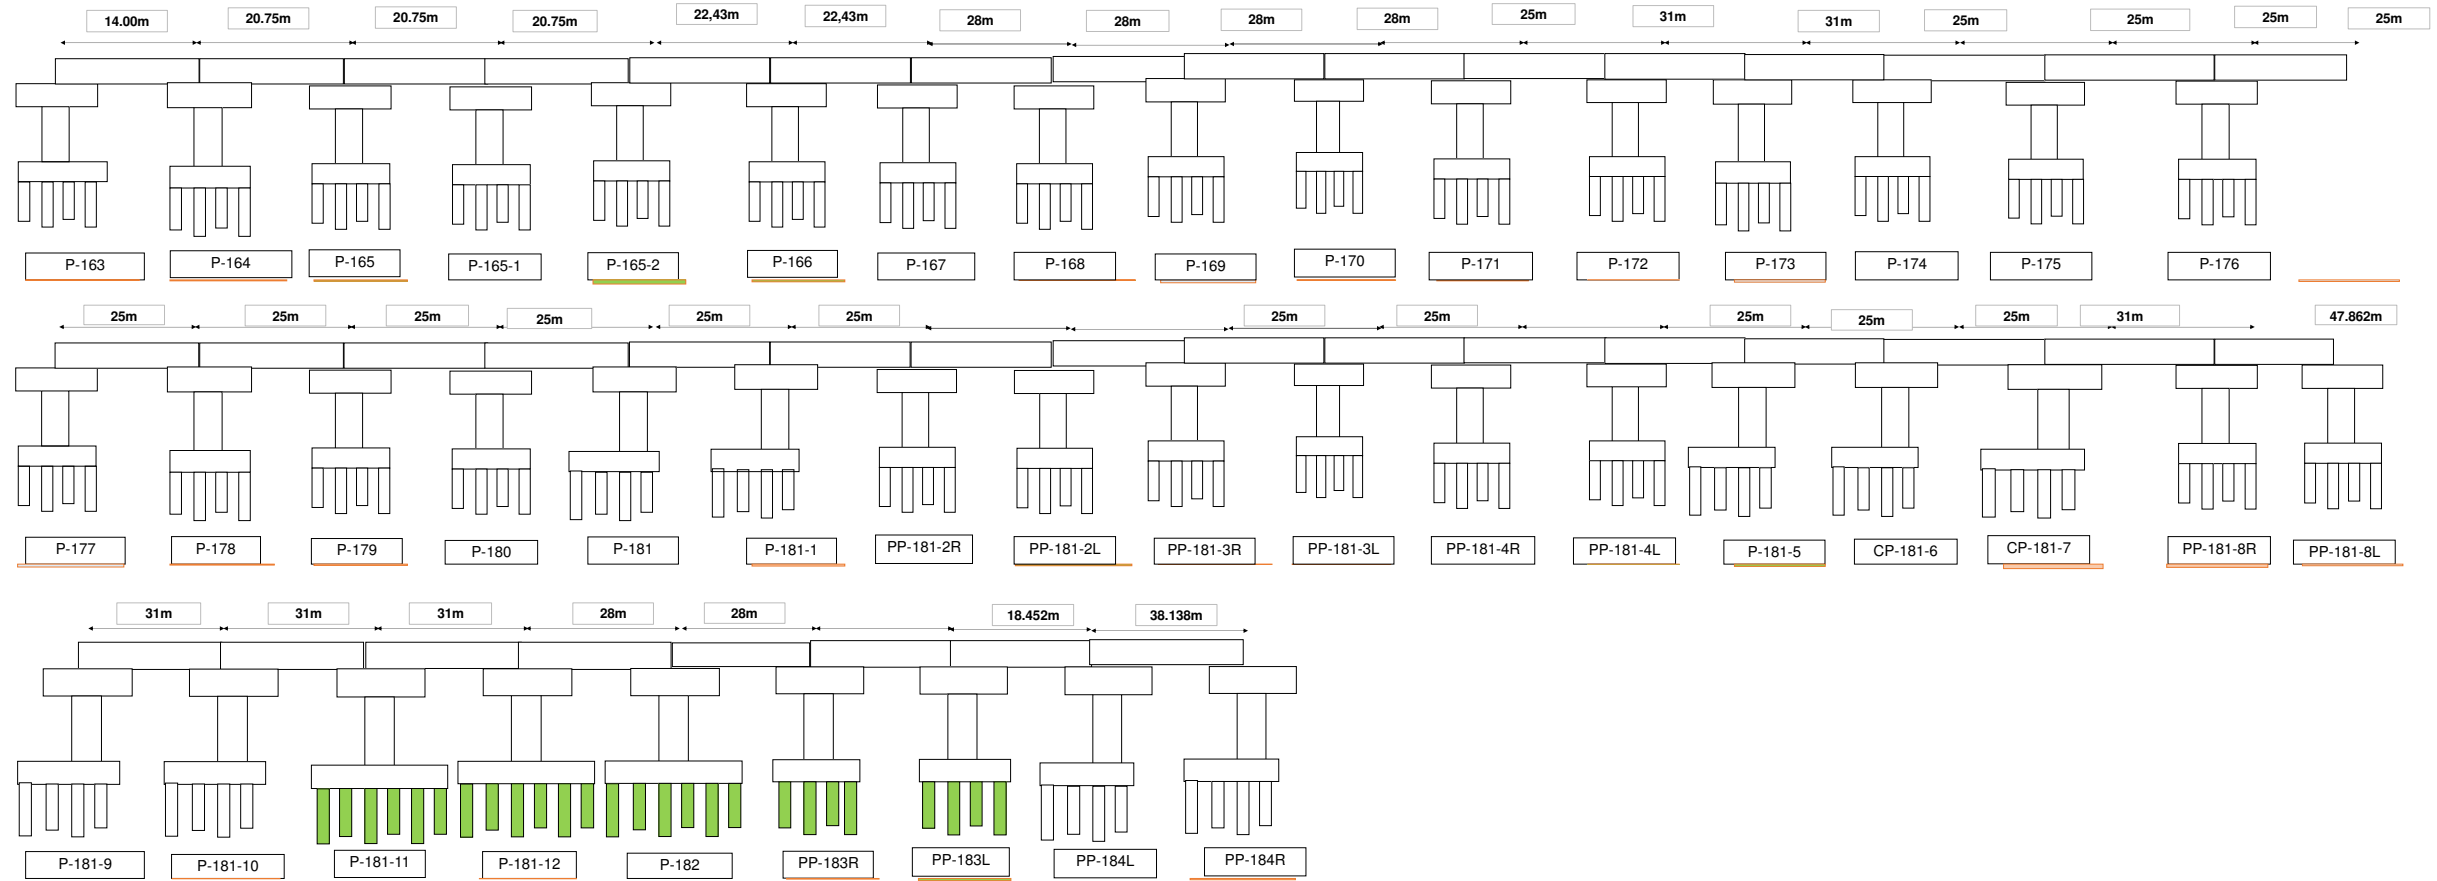 14.00m 20.75m 20.75m 20.75m 22,43m 22,43m 28m 28m 28m 28m 25m 31m 31m 25m 25m 25m 25m
P-163 P-164 P-165 P-165-1 P-165-2 P-166 P-167 P-168 P-169 P-170 P-171 P-172 P-173 P-174 P-175 P-176
25m 25m 25m 25m 25m 25m 25m 25m 25m 25m 25m 31m 47.862m
P-177 P-178 P-179 P-180 P-181 P-181-1 PP-181-2R PP-181-2L PP-181-3R PP-181-3L PP-181-4R PP-181-4L P-181-5 CP-181-6 CP-181-7 PP-181-8R PP-181-8L
31m 31m 31m 28m 28m 18.452m 38.138m
P-181-9 P-181-10 P-181-11 P-181-12 P-182 PP-183R PP-183L PP-184L PP-184R